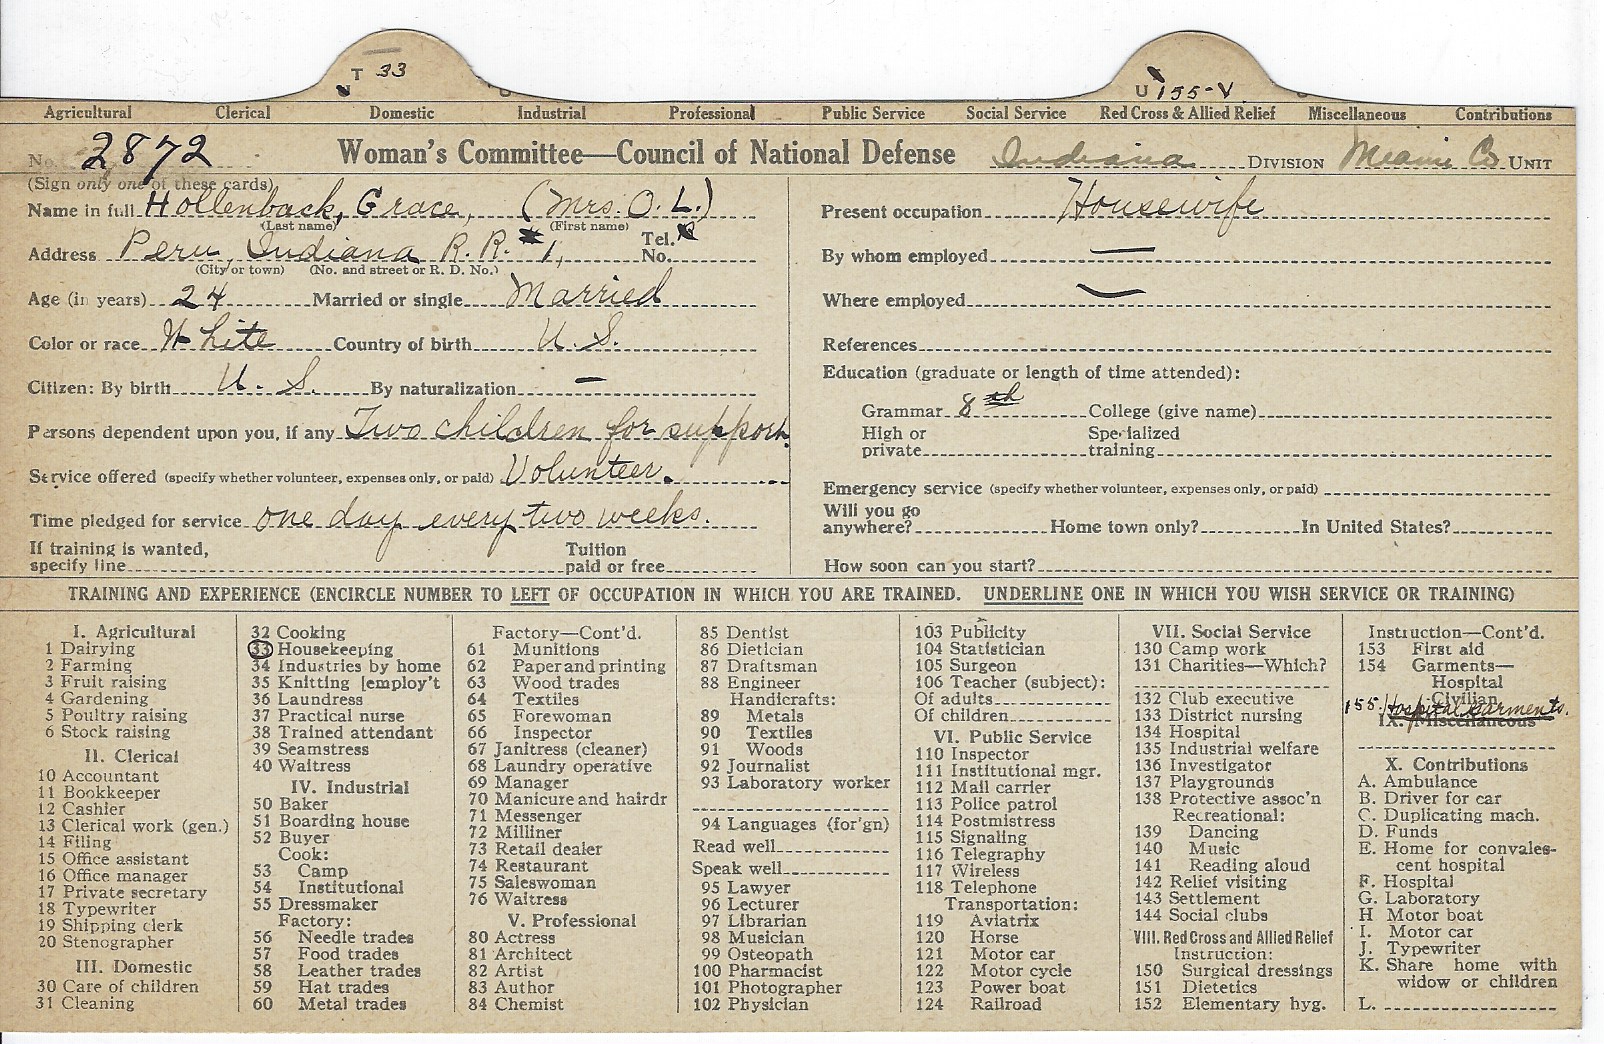 T 33
U 155-V
Agricultural Clerical Domestic Industrial Professional Public Service Social Service Red Cross & Allied Relief Miscellaneous Contributions
No. 2872 Woman's Committee—Council of National Defense Indiana DIVISION Miami Co UNIT
(Sign only one of these cards)
Name in full Hollenback, Grace, (Mrs. O. L.)
(Last name) (First name)
Address Peru, Indiana R. R. #1, Tel. No.
(City or town) (No. and street or R. D. No.)
Age (in years) 24 Married or single Married
Color or race White Country of birth U. S.
Citizen: By birth U. S. By naturalization —
Persons dependent upon you, if any Two children for support.
Service offered (specify whether volunteer, expenses only, or paid) Volunteer.
Time pledged for service one day every two weeks.
If training is wanted, Tuition
specify line paid or free
Present occupation Housewife
By whom employed —
Where employed —
References
Education (graduate or length of time attended):
Grammar 8th College (give name)
High or Specialized
private training
Emergency service (specify whether volunteer, expenses only, or paid)
Will you go
anywhere? Home town only? In United States?
How soon can you start?
TRAINING AND EXPERIENCE (ENCIRCLE NUMBER TO LEFT OF OCCUPATION IN WHICH YOU ARE TRAINED. UNDERLINE ONE IN WHICH YOU WISH SERVICE OR TRAINING)
I. Agricultural
1 Dairying
2 Farming
3 Fruit raising
4 Gardening
5 Poultry raising
6 Stock raising
II. Clerical
10 Accountant
11 Bookkeeper
12 Cashier
13 Clerical work (gen.)
14 Filing
15 Office assistant
16 Office manager
17 Private secretary
18 Typewriter
19 Shipping clerk
20 Stenographer
III. Domestic
30 Care of children
31 Cleaning
32 Cooking
33 Housekeeping
34 Industries by home
35 Knitting [employ't
36 Laundress
37 Practical nurse
38 Trained attendant
39 Seamstress
40 Waitress
IV. Industrial
50 Baker
51 Boarding house
52 Buyer
Cook:
53 Camp
54 Institutional
55 Dressmaker
Factory:
56 Needle trades
57 Food trades
58 Leather trades
59 Hat trades
60 Metal trades
Factory—Cont'd.
61 Munitions
62 Paper and printing
63 Wood trades
64 Textiles
65 Forewoman
66 Inspector
67 Janitress (cleaner)
68 Laundry operative
69 Manager
70 Manicure and hairdr
71 Messenger
72 Milliner
73 Retail dealer
74 Restaurant
75 Saleswoman
76 Waitress
V. Professional
80 Actress
81 Architect
82 Artist
83 Author
84 Chemist
85 Dentist
86 Dietician
87 Draftsman
88 Engineer
Handicrafts:
89 Metals
90 Textiles
91 Woods
92 Journalist
93 Laboratory worker
94 Languages (for'gn)
Read well
Speak well
95 Lawyer
96 Lecturer
97 Librarian
98 Musician
99 Osteopath
100 Pharmacist
101 Photographer
102 Physician
103 Publicity
104 Statistician
105 Surgeon
106 Teacher (subject):
Of adults
Of children
VI. Public Service
110 Inspector
111 Institutional mgr.
112 Mail carrier
113 Police patrol
114 Postmistress
115 Signaling
116 Telegraphy
117 Wireless
118 Telephone
Transportation:
119 Aviatrix
120 Horse
121 Motor car
122 Motor cycle
123 Power boat
124 Railroad
VII. Social Service
130 Camp work
131 Charities—Which?
132 Club executive
133 District nursing
134 Hospital
135 Industrial welfare
136 Investigator
137 Playgrounds
138 Protective assoc'n
Recreational:
139 Dancing
140 Music
141 Reading aloud
142 Relief visiting
143 Settlement
144 Social clubs
VIII. Red Cross and Allied Relief
Instruction:
150 Surgical dressings
151 Dietetics
152 Elementary hyg.
Instruction—Cont'd.
153 First aid
154 Garments—
Hospital
Civilian
155. Hospital Garments.
IX. Miscellaneous
X. Contributions
A. Ambulance
B. Driver for car
C. Duplicating mach.
D. Funds
E. Home for convales-
cent hospital
F. Hospital
G. Laboratory
H Motor boat
I. Motor car
J. Typewriter
K. Share home with
widow or children
L.